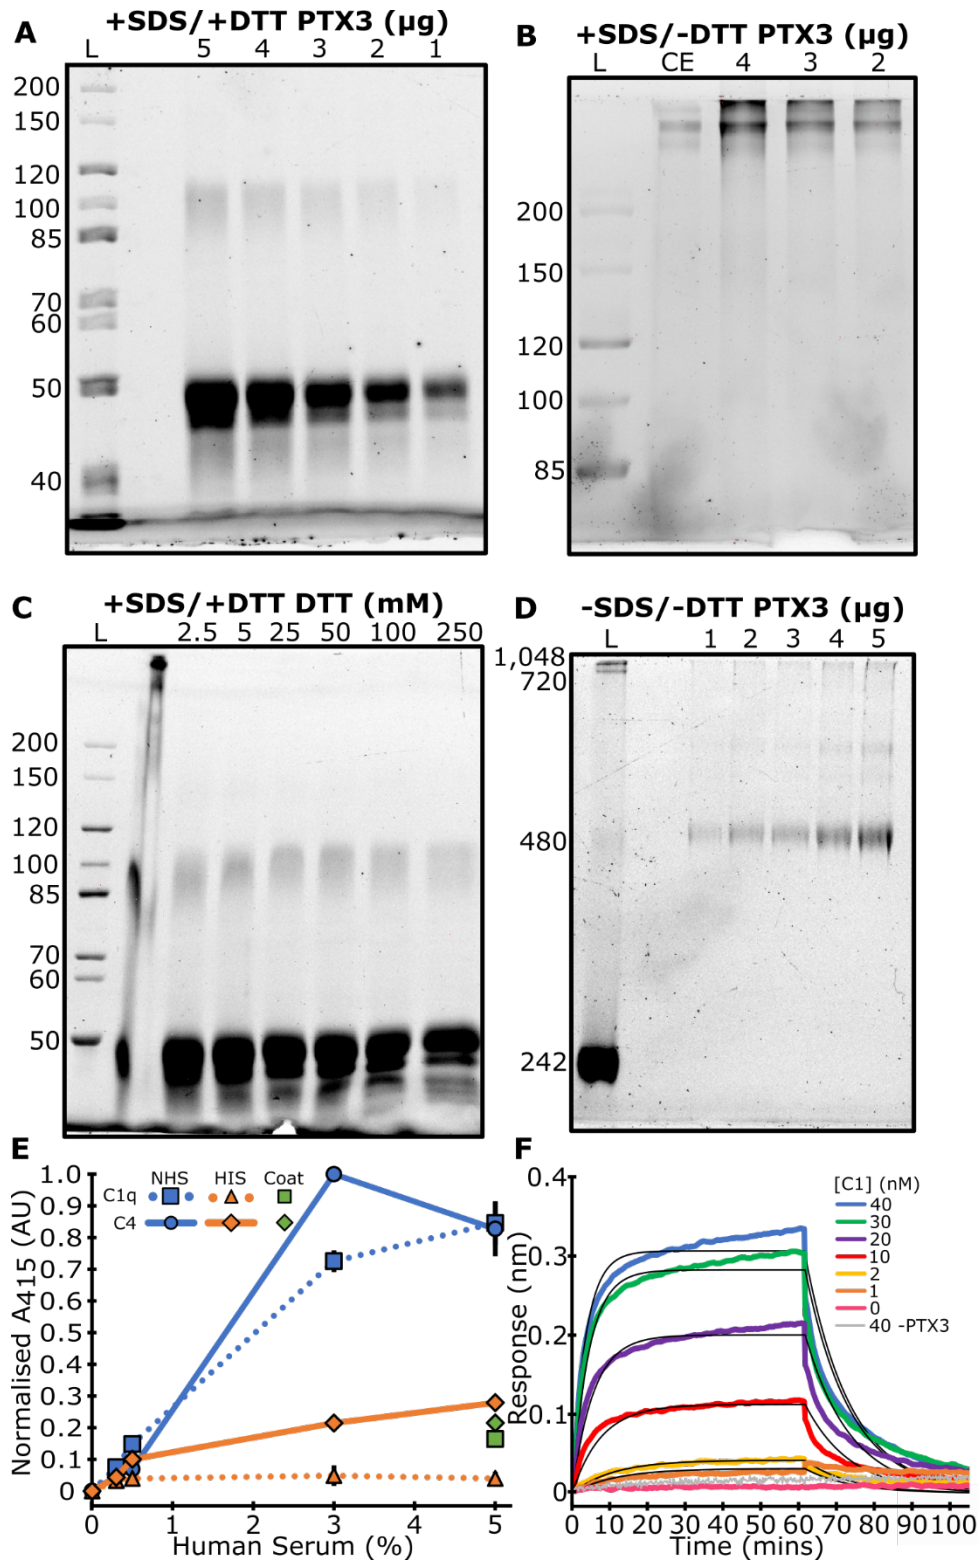 A
+SDS/+DTT PTX3 (µg)
L 5 4 3 2 1
200
150
120
100
85
70
60
50
40
B
+SDS/-DTT PTX3 (µg)
L CE 4 3 2
200
150
120
100
85
C
+SDS/+DTT DTT (mM)
L 2.5 5 25 50 100 250
200
150
120
100
85
70
60
50
D
-SDS/-DTT PTX3 (µg)
L 1 2 3 4 5
1,048
720
480
242
E
NHS HIS Coat
C1q
C4
Normalised A415 (AU)
1.0
0.9
0.8
0.7
0.6
0.5
0.4
0.3
0.2
0.1
0
0 1 2 3 4 5
Human Serum (%)
F
[C1] (nM)
40
30
20
10
2
1
0
40 -PTX3
Response (nm)
0.4
0.3
0.2
0.1
0
0 10 20 30 40 50 60 70 80 90 100
Time (mins)